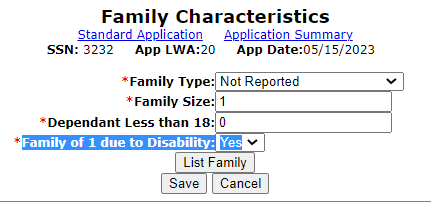 Family Characteristics
Standard Application Application Summary
SSN: 3232 App LWA:20 App Date:05/15/2023
*Family Type: Not Reported
*Family Size: 1
*Dependant Less than 18: 0
*Family of 1 due to Disability: Yes
List Family
Save Cancel